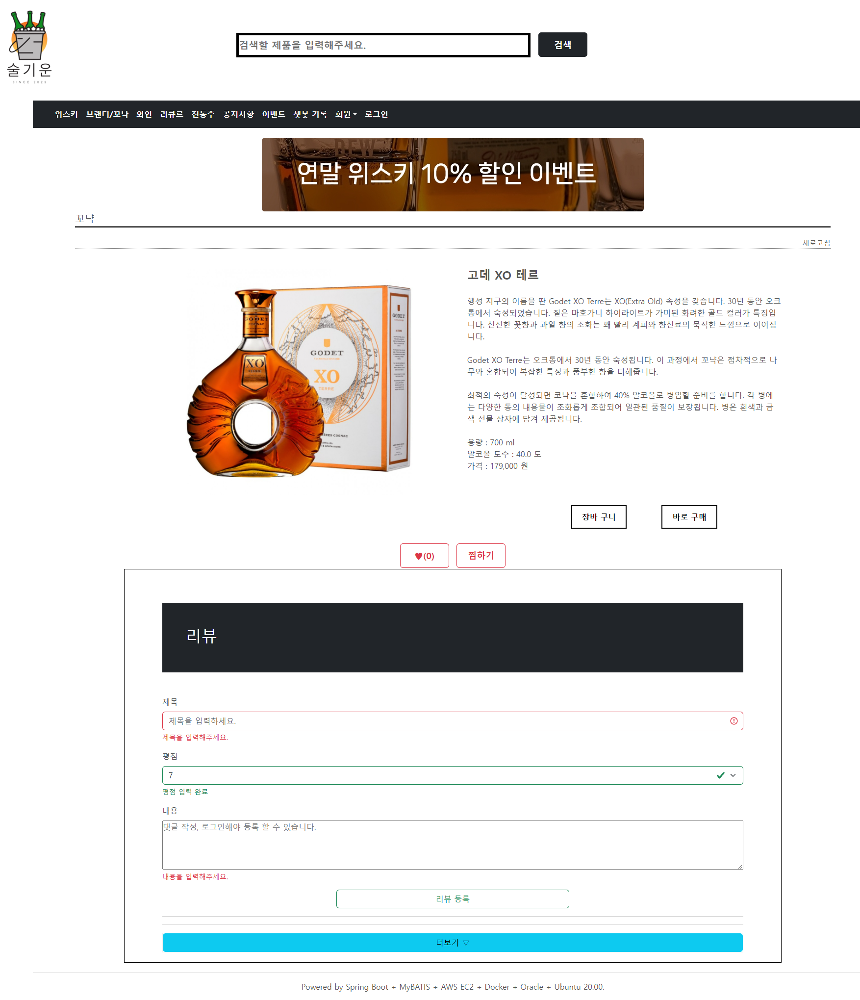 술기운
SINCE 2023
검색할 제품을 입력해주세요.
검색
위스키 브랜디/꼬냑 와인 리큐르 전통주 공지사항 이벤트 챗봇 기록 회원 로그인
DEW
연말 위스키 10% 할인 이벤트
꼬냑
새로고침
고데 XO 테르
행성 지구의 이름을 딴 Godet XO Terre는 XO(Extra Old) 속성을 갖습니다. 30년 동안 오크
통에서 숙성되었습니다. 짙은 마호가니 하이라이트가 가미된 화려한 골드 컬러가 특징입
니다. 신선한 꽃향과 과일 향의 조화는 꽤 빨리 계피와 향신료의 묵직한 느낌으로 이어집
니다.
Godet XO Terre는 오크통에서 30년 동안 숙성됩니다. 이 과정에서 꼬냑은 점차적으로 나
무와 혼합되어 복잡한 특성과 풍부한 향을 더해줍니다.
최적의 숙성이 달성되면 코냑을 혼합하여 40% 알코올로 병입할 준비를 합니다. 각 병에
는 다양한 통의 내용물이 조화롭게 조합되어 일관된 품질이 보장됩니다. 병은 흰색과 금
색 선물 상자에 담겨 제공됩니다.
용량 : 700 ml
알코올 도수 : 40.0 도
가격 : 179,000 원
GODET
COGNAC
XO
TERRE
GODET
XO
TERRE
GODET
장바 구니
바로 구매
♥(0)
찜하기
리뷰
제목
제목을 입력하세요.
제목을 입력해주세요.
평점
7
평점 입력 완료
내용
댓글 작성, 로그인해야 등록 할 수 있습니다.
내용을 입력해주세요.
리뷰 등록
더보기 ▽
Powered by Spring Boot + MyBATIS + AWS EC2 + Docker + Oracle + Ubuntu 20.00.